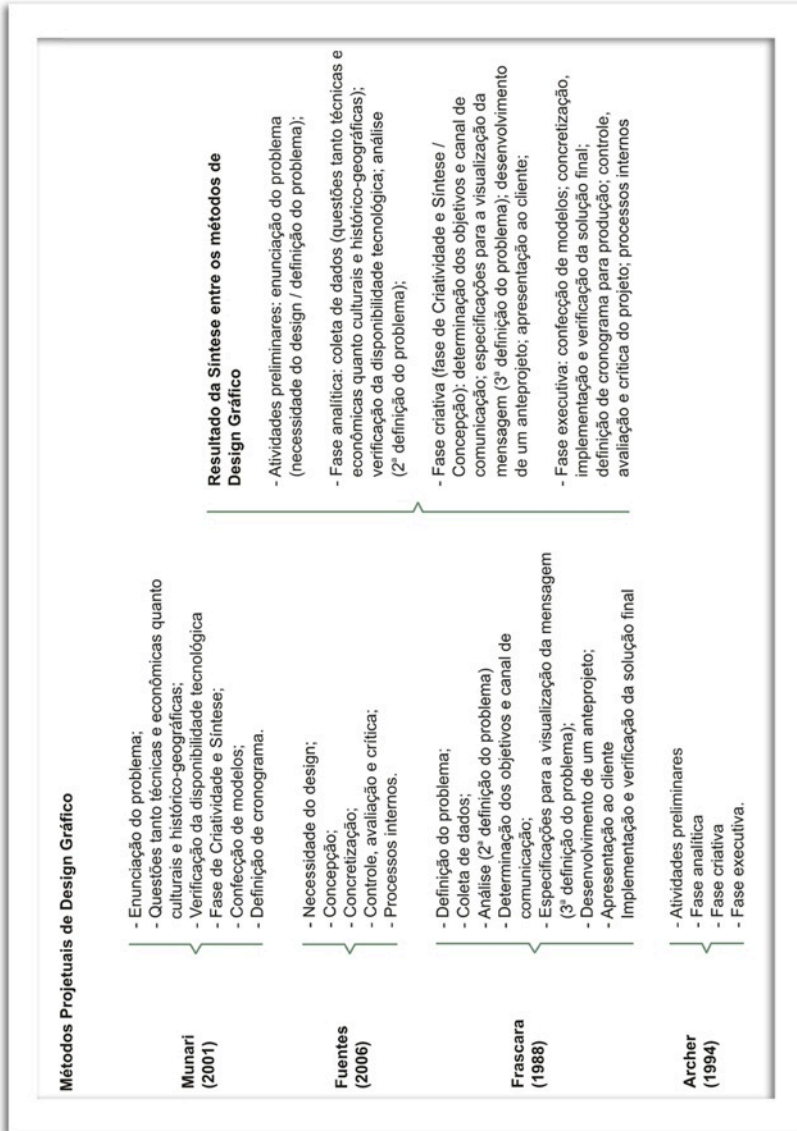 Métodos Projetuais de Design Gráfico
Munari
(2001)
- Enunciação do problema;
- Questões tanto técnicas e econômicas quanto
culturais e histórico-geográficas;
- Verificação da disponibilidade tecnológica
- Fase de Criatividade e Síntese;
- Confecção de modelos;
- Definição de cronograma.
Fuentes
(2006)
- Necessidade do design;
- Concepção;
- Concretização;
- Controle, avaliação e crítica;
- Processos internos.
Frascara
(1988)
- Definição do problema;
- Coleta de dados;
- Análise (2ª definição do problema)
- Determinação dos objetivos e canal de
comunicação;
- Especificações para a visualização da mensagem
(3ª definição do problema);
- Desenvolvimento de um anteprojeto;
- Apresentação ao cliente
Implementação e verificação da solução final
Archer
(1994)
- Atividades preliminares
- Fase analítica
- Fase criativa
- Fase executiva.
Resultado da Síntese entre os métodos de
Design Gráfico
- Atividades preliminares: enunciação do problema
(necessidade do design / definição do problema);
- Fase analítica: coleta de dados (questões tanto técnicas e
econômicas quanto culturais e histórico-geográficas);
verificação da disponibilidade tecnológica; análise
(2ª definição do problema);
- Fase criativa (fase de Criatividade e Síntese /
Concepção): determinação dos objetivos e canal de
comunicação; especificações para a visualização da
mensagem (3ª definição do problema); desenvolvimento
de um anteprojeto; apresentação ao cliente;
- Fase executiva: confecção de modelos; concretização,
implementação e verificação da solução final;
definição de cronograma para produção; controle,
avaliação e crítica do projeto; processos internos